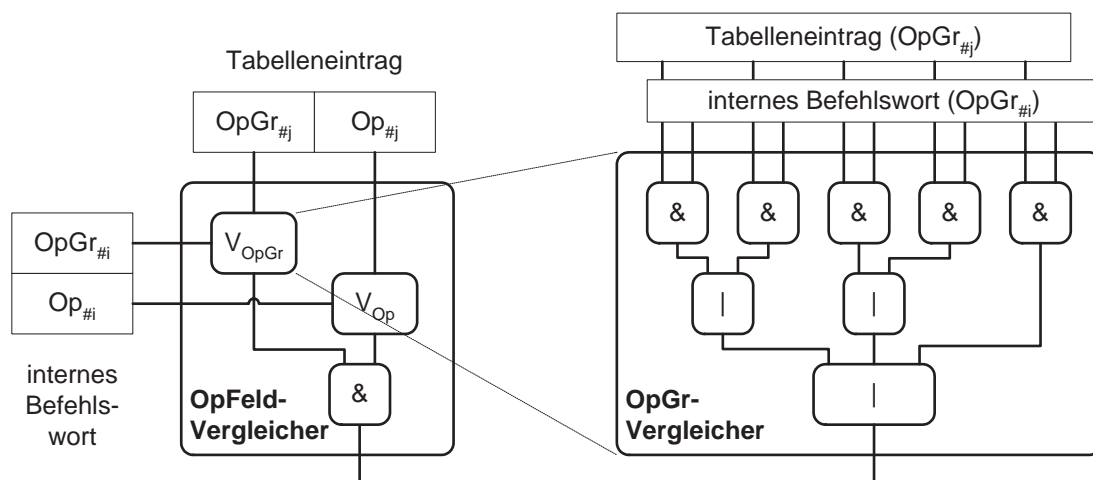 Tabelleneintrag
OpGr#j
Op#j
OpGr#i
Op#i
VOpGr
VOp
&
internes
Befehls-
wort
OpFeld-
Vergleicher
Tabelleneintrag (OpGr#j)
internes Befehlswort (OpGr#i)
& & & & &
| |
|
OpGr-
Vergleicher